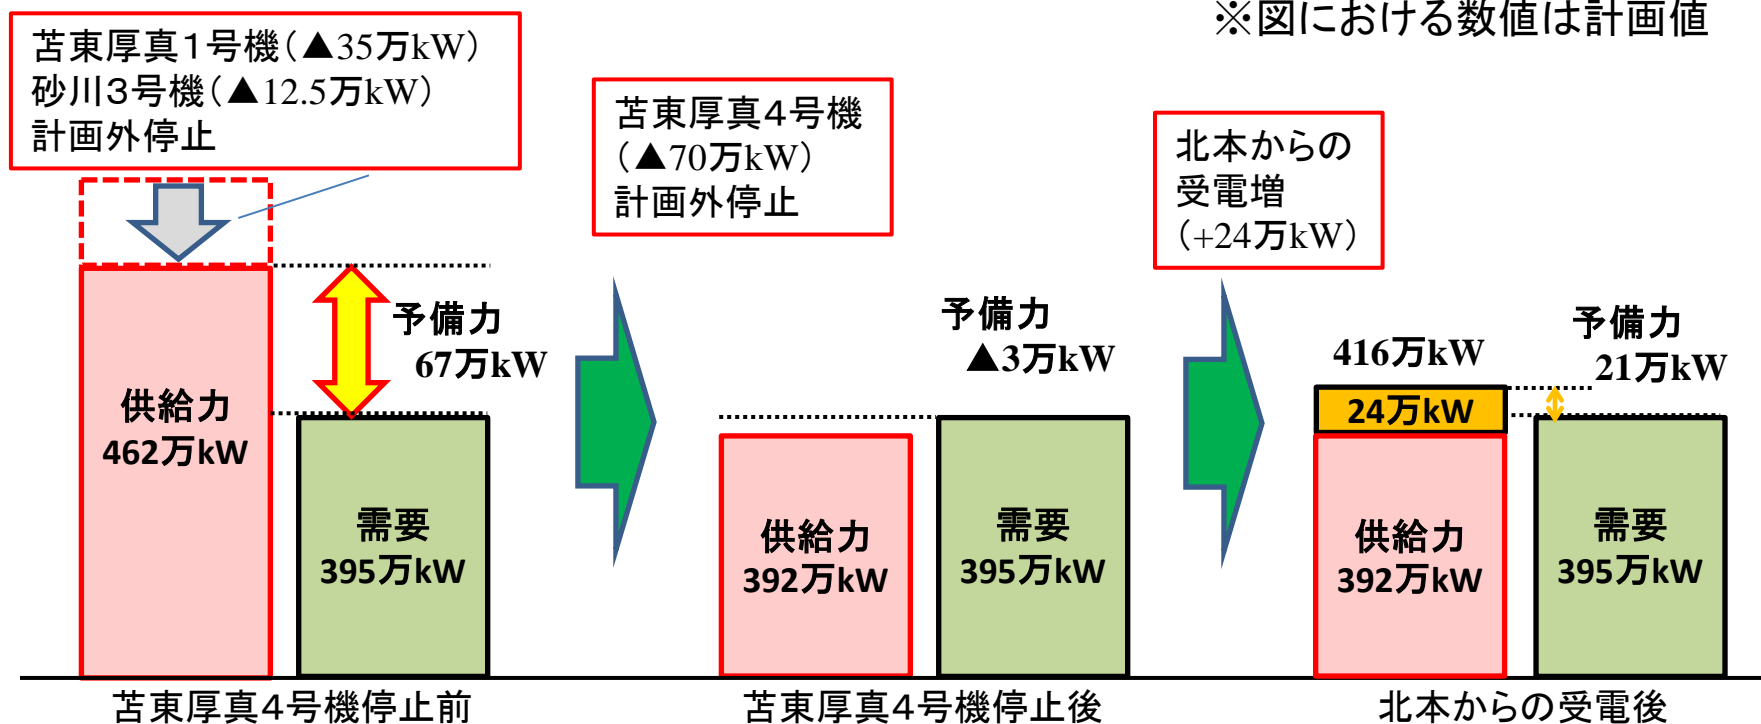 ※図における数値は計画値
苫東厚真1号機（▲35万kW）
砂川3号機（▲12.5万kW）
計画外停止
苫東厚真4号機
（▲70万kW）
計画外停止
北本からの
受電増
（+24万kW）
予備力
67万kW
供給力
462万kW
需要
395万kW
苫東厚真4号機停止前
予備力
▲3万kW
供給力
392万kW
需要
395万kW
苫東厚真4号機停止後
416万kW
予備力
21万kW
24万kW
供給力
392万kW
需要
395万kW
北本からの受電後